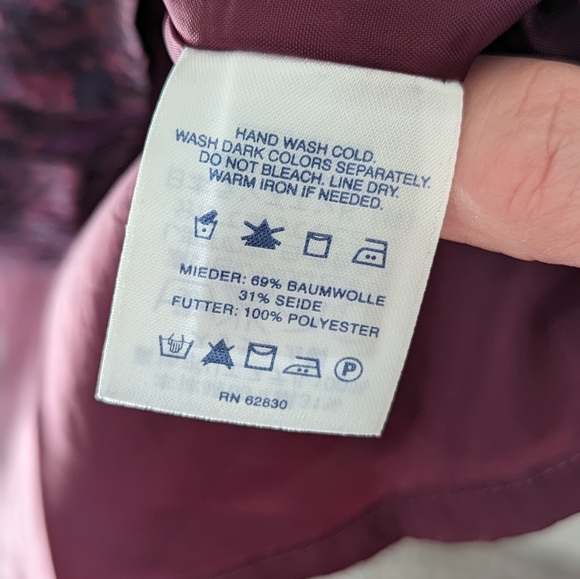 HAND WASH COLD.
WASH DARK COLORS SEPARATELY.
DO NOT BLEACH. LINE DRY.
WARM IRON IF NEEDED.
MIEDER: 69% BAUMWOLLE
31% SEIDE
FUTTER: 100% POLYESTER
P
RN 62830